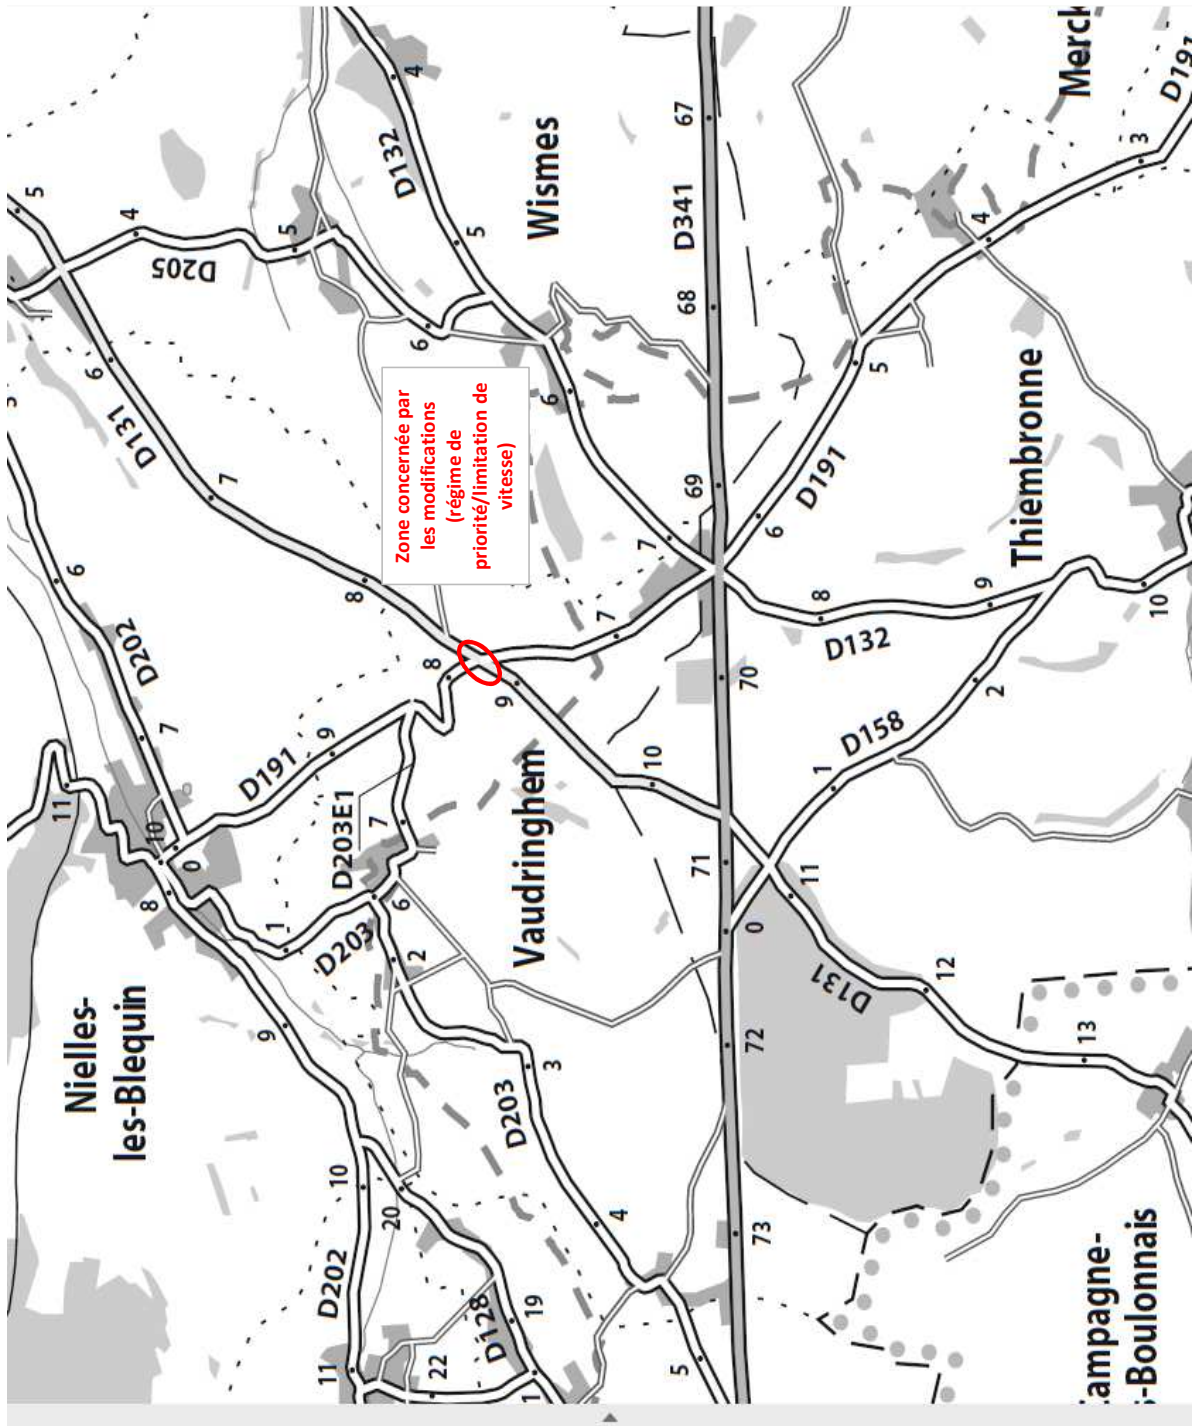 Zone concernée par
les modifications
(régime de
priorité/limitation de
vitesse)
Nielles-
les-Blequin
Vaudringhem
Wismes
Thiembronne
Merck
Campagne-
s-Boulonnais
D131
D205
D132
D202
D191
D203E1
D203
D202
D128
D203
D341
D191
D132
D158
D131
D191
5
4
5
6
6
7
8
9
10
11
12
13
4
5
6
7
8
9
10
6
7
8
9
10
11
11
10
0
9
8
7
6
5
4
3
1
2
3
4
5
7
6
20
19
22
1
67
68
69
70
71
72
73
0
1
2